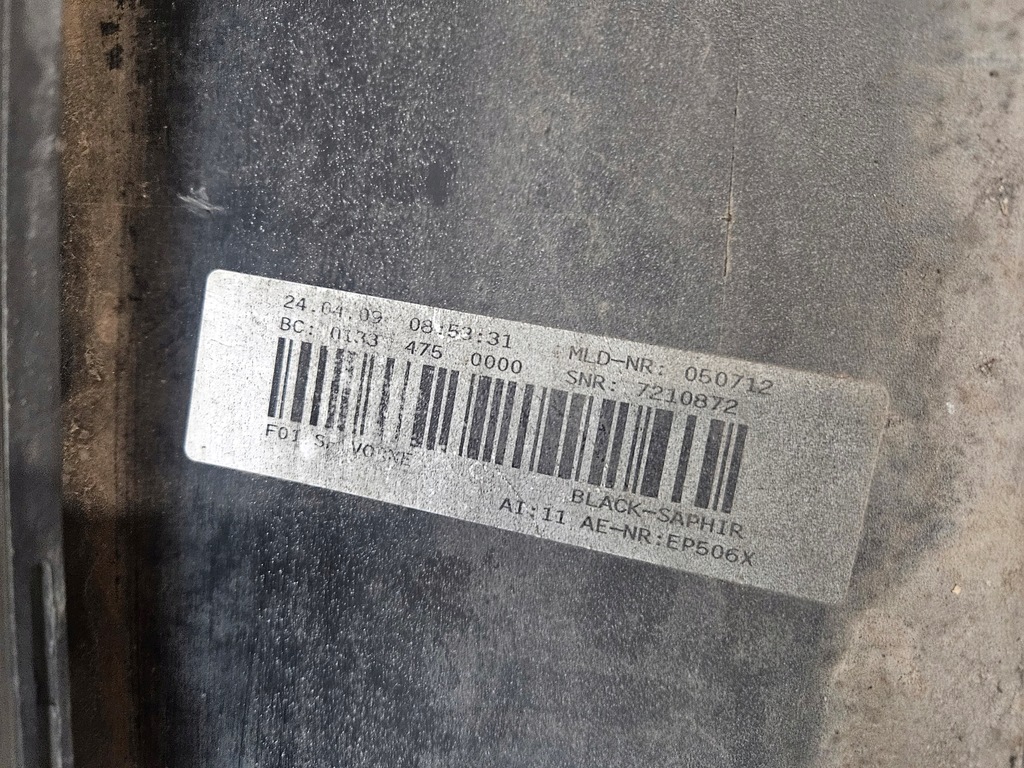 24.04.09 08:53:31 MLD-NR: 050712
BC: 0133 475 0000 SNR: 7210872
F01 S VORNE
BLACK-SAPHIR
AI:11 AE-NR:EP506X